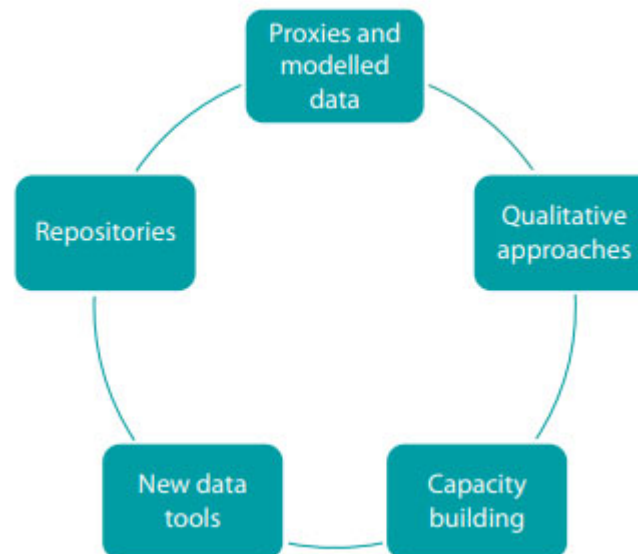 Proxies and
modelled
data
Qualitative
approaches
Capacity
building
New data
tools
Repositories